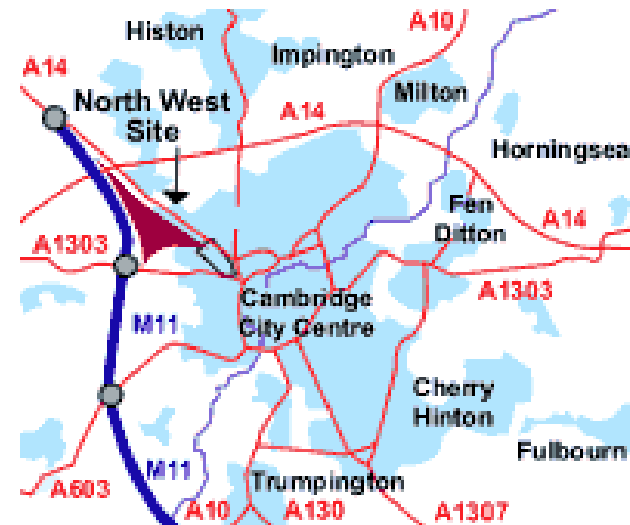 A10
Histon
Impington
A14
Milton
North West
Site
A14
Horningsea
Fen
Ditton
A14
A1303
A1303
Cambridge
City Centre
M11
Cherry
Hinton
Fulbourn
M11
Trumpington
A603
A10
A130
A1307